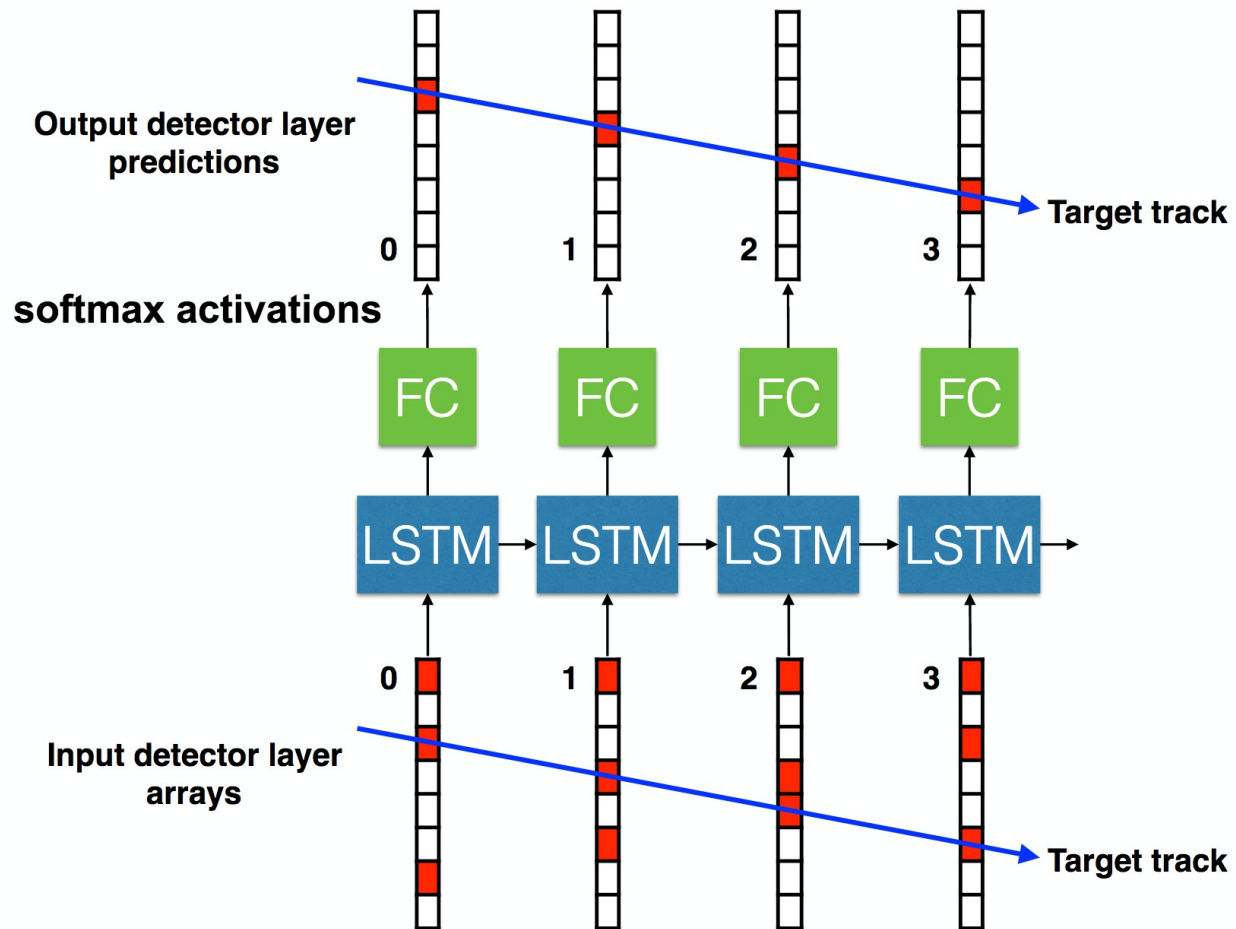 Output detector layer
predictions
0
1
2
3
Target track
softmax activations
FC
FC
FC
FC
LSTM
LSTM
LSTM
LSTM
0
1
2
3
Input detector layer
arrays
Target track